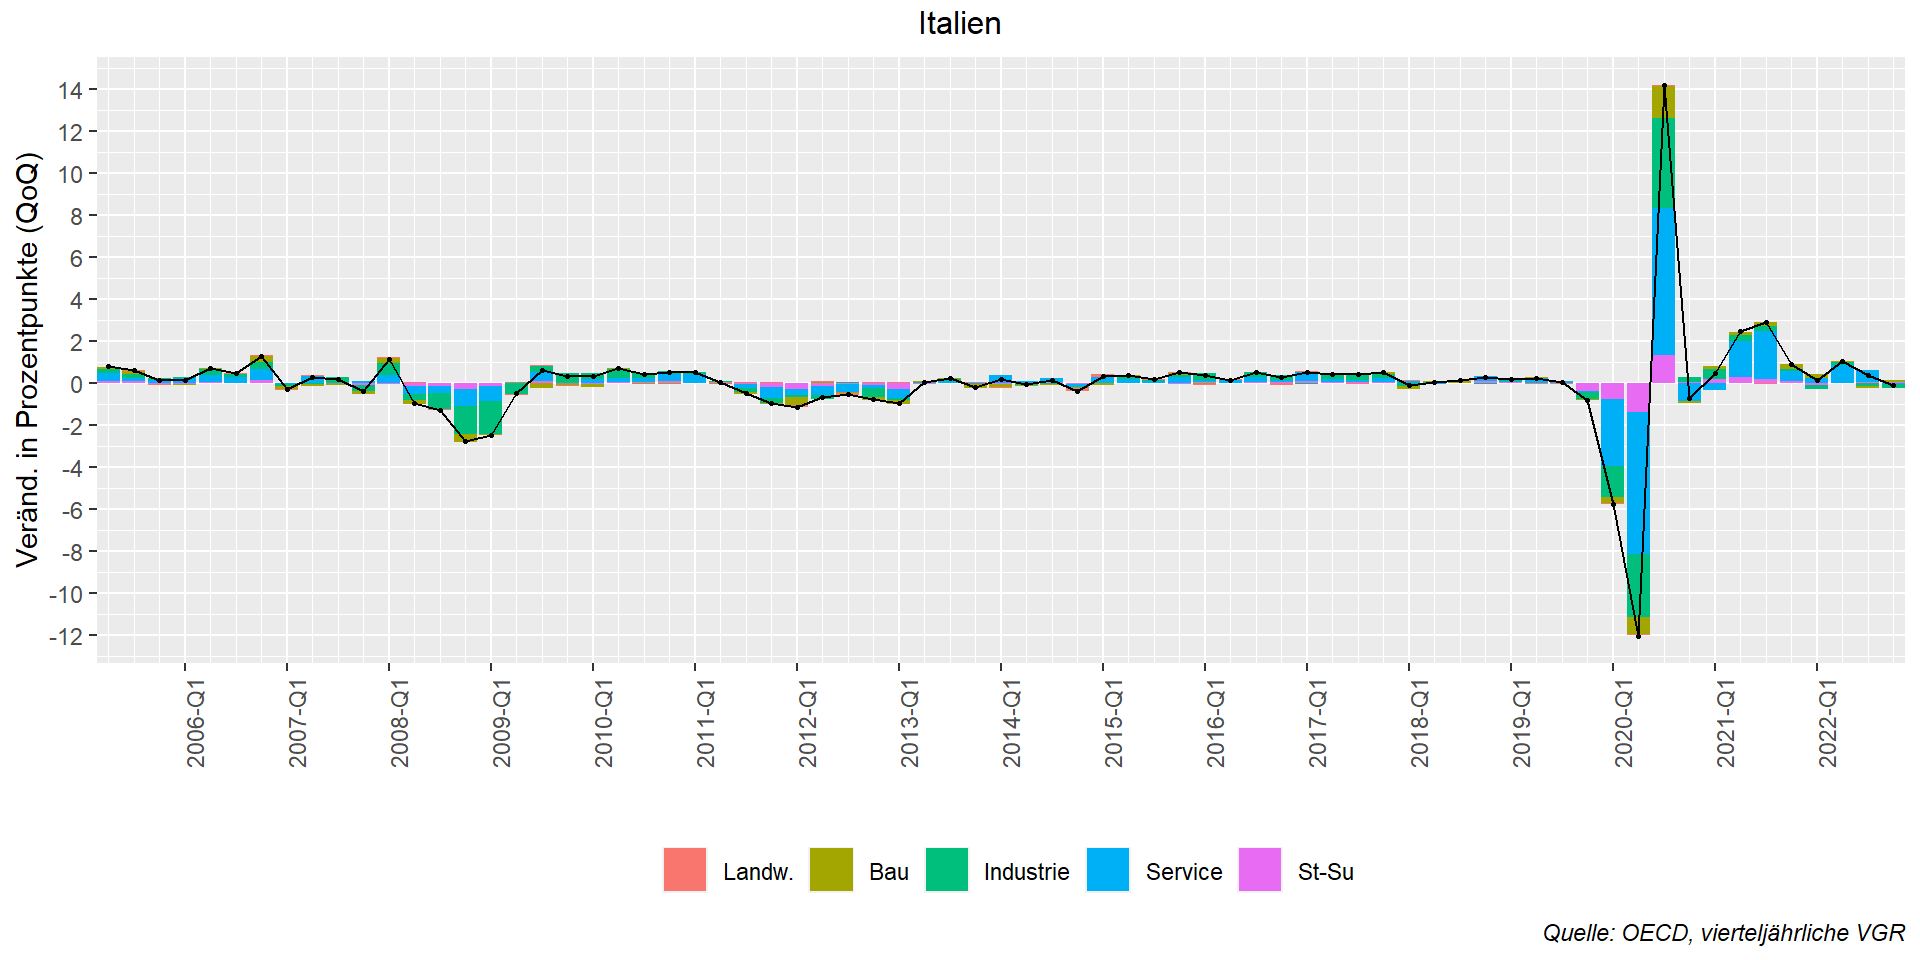 Italien
Veränd. in Prozentpunkte (QoQ)
14
12
10
8
6
4
2
0
-2
-4
-6
-8
-10
-12
2006-Q1
2007-Q1
2008-Q1
2009-Q1
2010-Q1
2011-Q1
2012-Q1
2013-Q1
2014-Q1
2015-Q1
2016-Q1
2017-Q1
2018-Q1
2019-Q1
2020-Q1
2021-Q1
2022-Q1
Landw. Bau Industrie Service St-Su
Quelle: OECD, vierteljährliche VGR